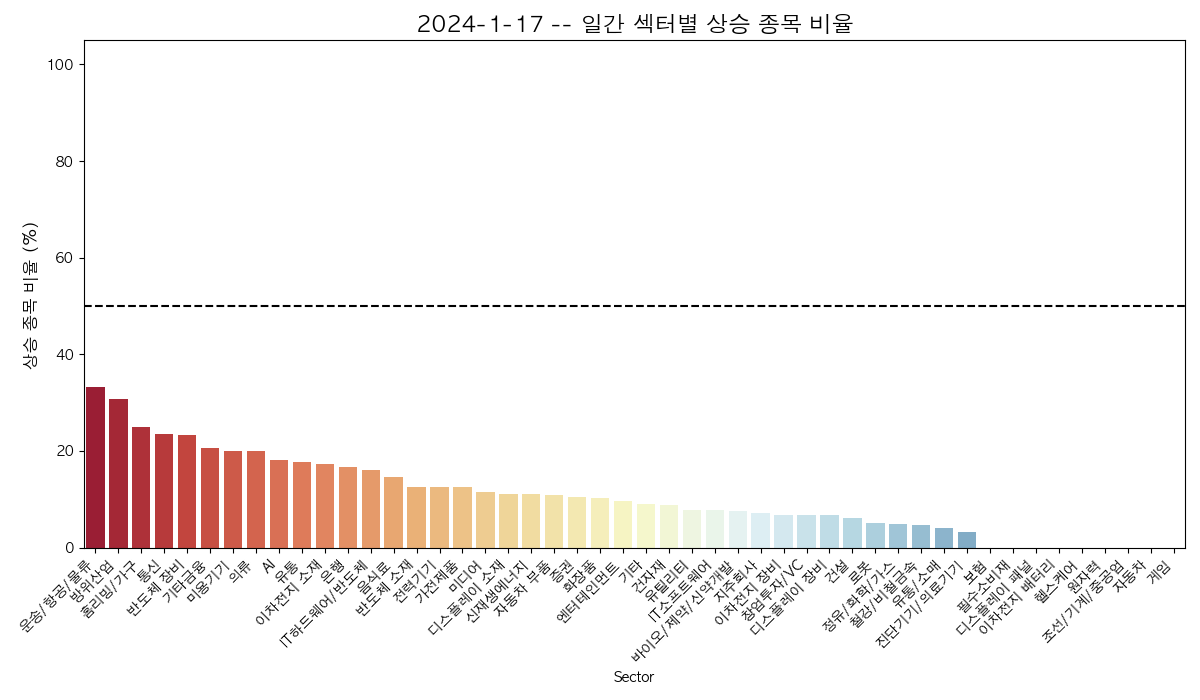 2024-1-17 -- 일간 섹터별 상승 종목 비율
상승 종목 비율 (%)
100
80
60
40
20
0
운송/항공/물류
방위산업
홈리빙/가구
통신
반도체 장비
기타금융
미용기기
의류
AI
유통
이차전지 소재
은행
IT하드웨어/반도체
음식료
반도체 소재
전력기기
가전제품
미디어
디스플레이 소재
신재생에너지
자동차 부품
증권
화장품
엔터테인먼트
기타
건자재
유틸리티
IT소프트웨어
바이오/제약/신약개발
지주회사
이차전지 장비
창업투자/VC
디스플레이 장비
건설
로봇
정유/화학/가스
철강/비철금속
유통/소매
진단기기/의료기기
보험
필수소비재
디스플레이 패널
이차전지 배터리
헬스케어
원자력
조선/기계/중공업
자동차
게임
Sector